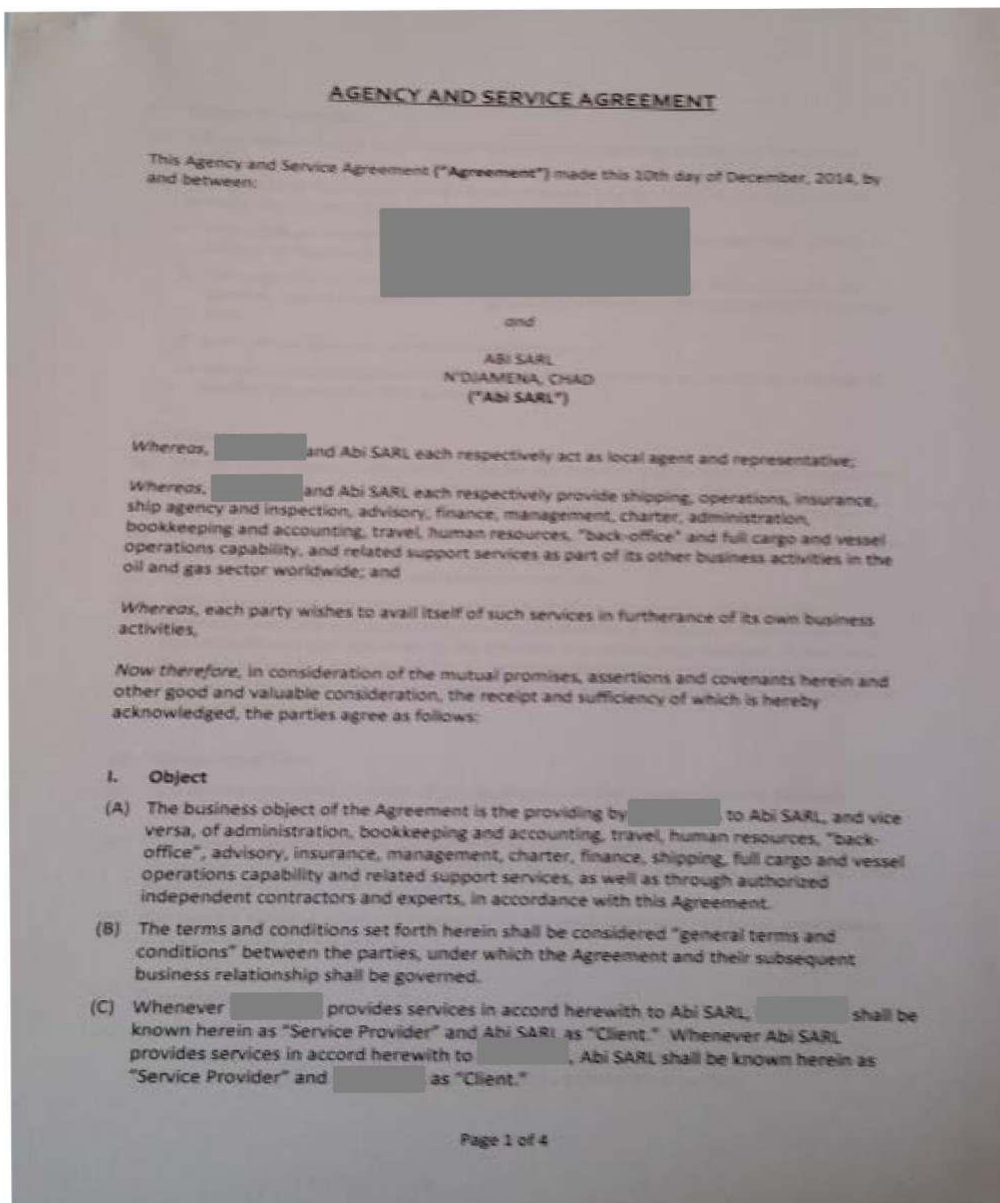 AGENCY AND SERVICE AGREEMENT
This Agency and Service Agreement ("Agreement") made this 10th day of December, 2014, by
and between:
and
ABI SARL
N'DJAMENA, CHAD
("Abi SARL")
Whereas, and Abi SARL each respectively act as local agent and representative;
Whereas, and Abi SARL each respectively provide shipping, operations, insurance,
ship agency and inspection, advisory, finance, management, charter, administration,
bookkeeping and accounting, travel, human resources, "back-office" and full cargo and vessel
operations capability, and related support services as part of its other business activities in the
oil and gas sector worldwide; and
Whereas, each party wishes to avail itself of such services in furtherance of its own business
activities,
Now therefore, in consideration of the mutual promises, assertions and covenants herein and
other good and valuable consideration, the receipt and sufficiency of which is hereby
acknowledged, the parties agree as follows:
I. Object
(A) The business object of the Agreement is the providing by to Abi SARL, and vice
versa, of administration, bookkeeping and accounting, travel, human resources, "back-
office", advisory, insurance, management, charter, finance, shipping, full cargo and vessel
operations capability and related support services, as well as through authorized
independent contractors and experts, in accordance with this Agreement.
(B) The terms and conditions set forth herein shall be considered "general terms and
conditions" between the parties, under which the Agreement and their subsequent
business relationship shall be governed.
(C) Whenever provides services in accord herewith to Abi SARL, shall be
known herein as "Service Provider" and Abi SARL as "Client." Whenever Abi SARL
provides services in accord herewith to , Abi SARL shall be known herein as
"Service Provider" and as "Client."
Page 1 of 4